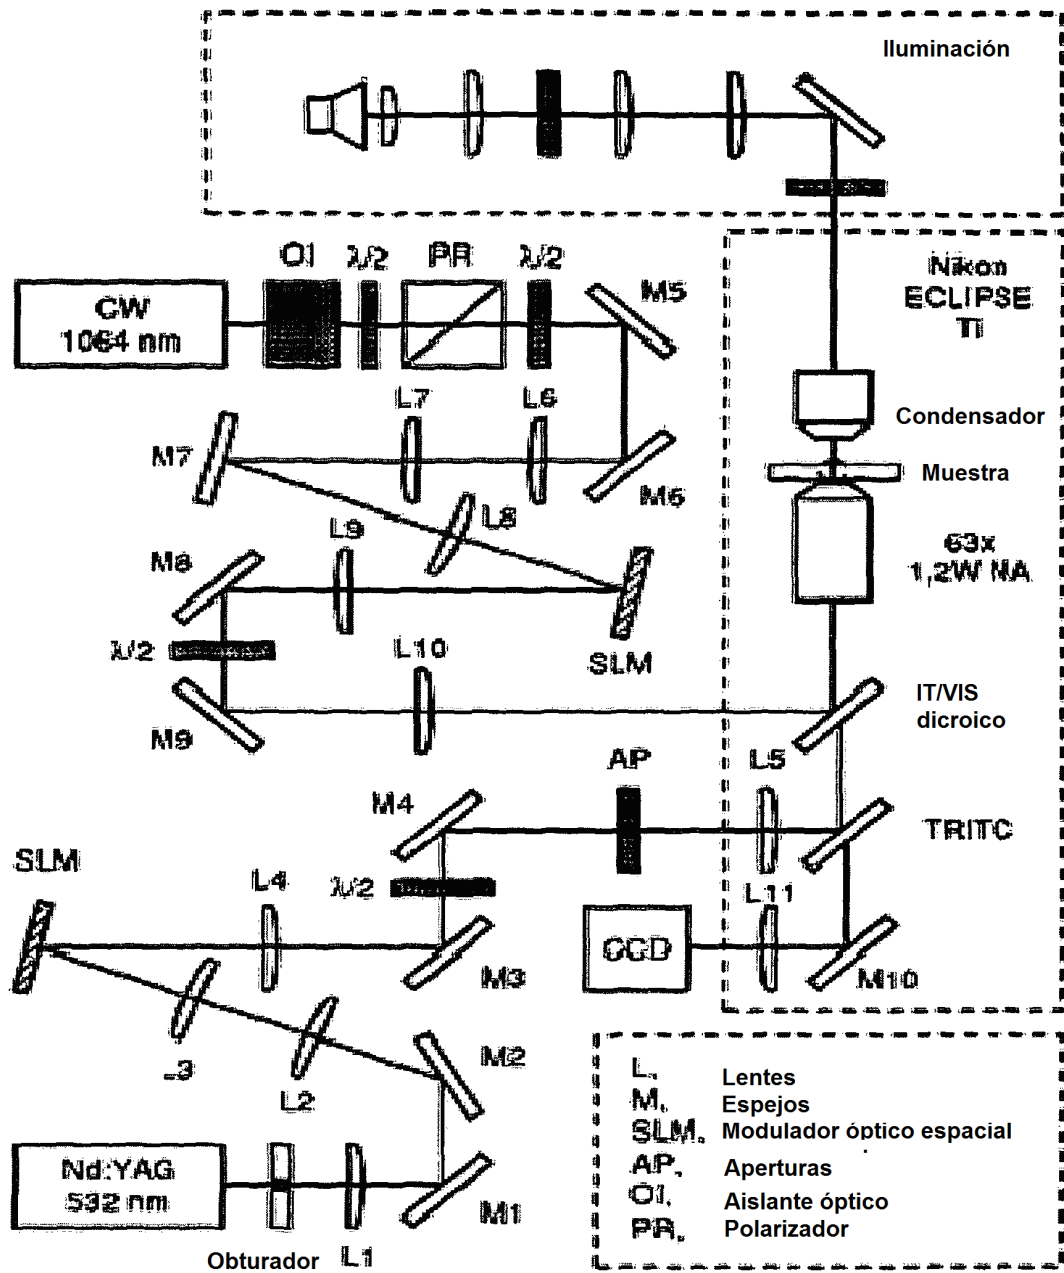 Iluminación
OI
λ/2
PR
λ/2
M5
CW
1064 nm
Nikon
ECLIPSE
Ti
L7
L6
M7
M6
Condensador
Muestra
L8
L9
M8
63x
1,2W NA
λ/2
L10
SLM
M9
IT/VIS
dicroico
AP
L5
M4
TRITC
SLM
L4
λ/2
L11
CCD
M3
M10
L3
L2
M2
Nd:YAG
532 nm
M1
Obturador
L1
L. Lentes
M. Espejos
SLM. Modulador óptico espacial
AP. Aperturas
OI. Aislante óptico
PR. Polarizador